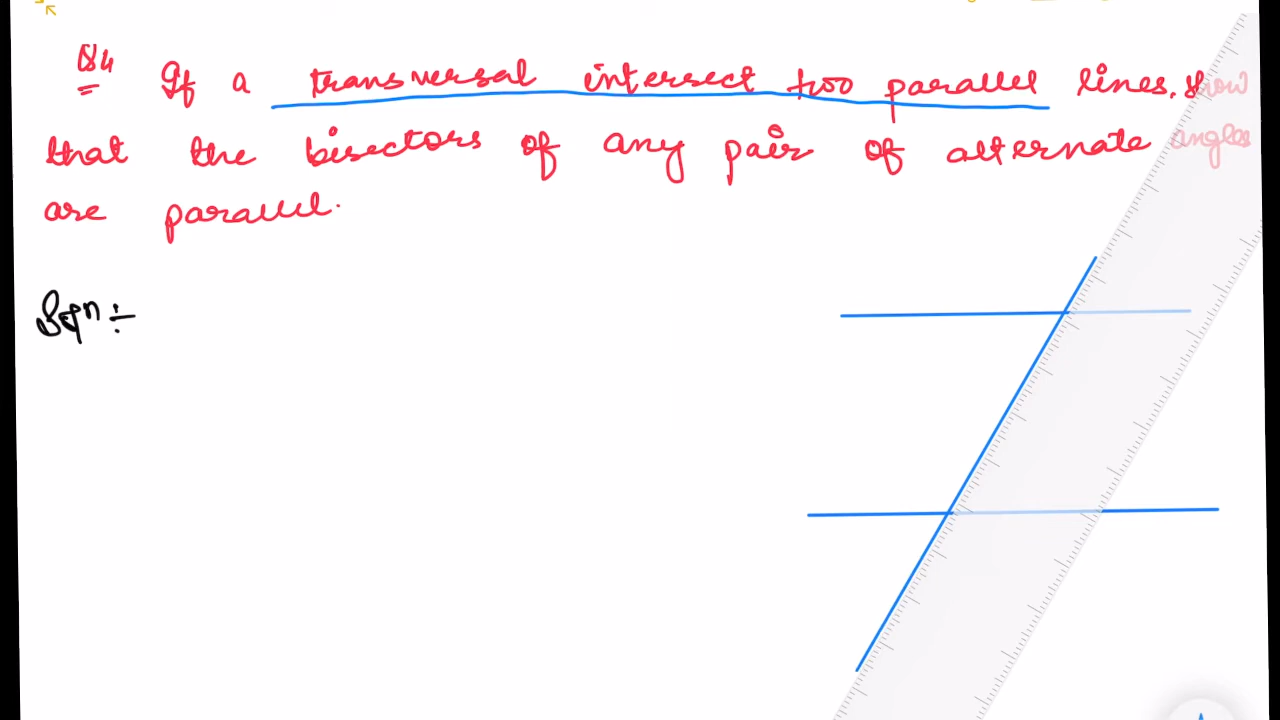 Q4 If a transversal intersect two parallel lines, show
that the bisectors of any pair of alternate angles
are parallel.
Soln :-